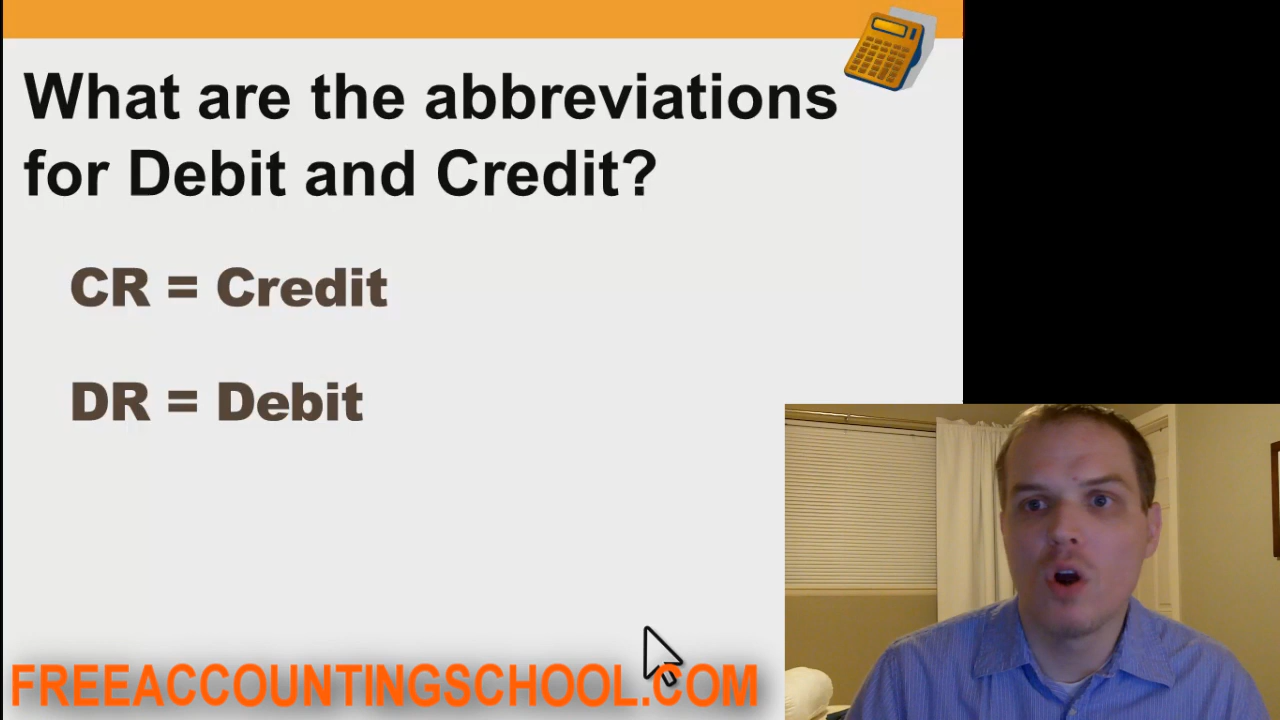 What are the abbreviations
for Debit and Credit?
CR = Credit
DR = Debit
FREEACCOUNTINGSCHOOL.COM